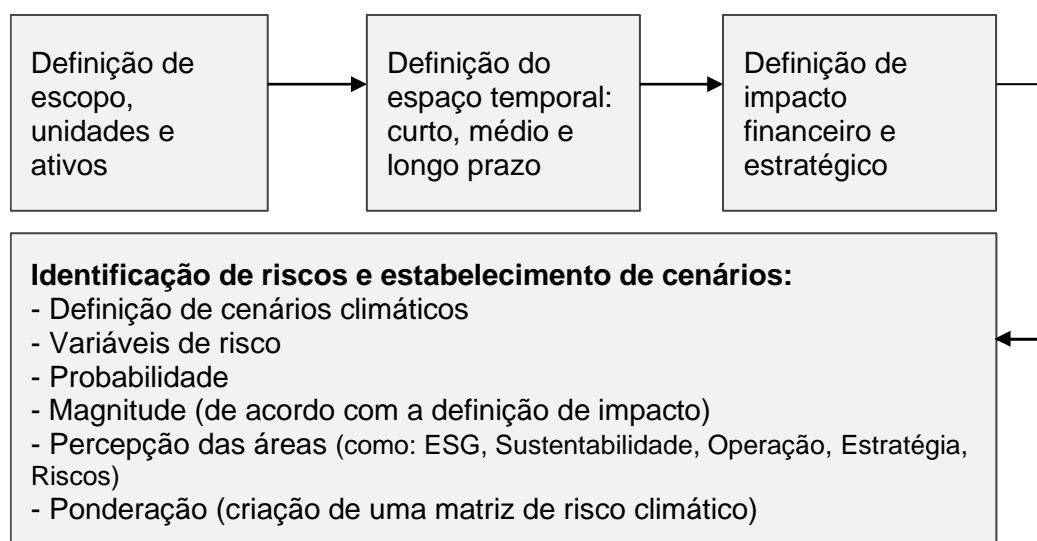 Definição de
escopo,
unidades e
ativos
Definição do
espaço temporal:
curto, médio e
longo prazo
Definição de
impacto
financeiro e
estratégico
Identificação de riscos e estabelecimento de cenários:
- Definição de cenários climáticos
- Variáveis de risco
- Probabilidade
- Magnitude (de acordo com a definição de impacto)
- Percepção das áreas (como: ESG, Sustentabilidade, Operação, Estratégia,
Riscos)
- Ponderação (criação de uma matriz de risco climático)